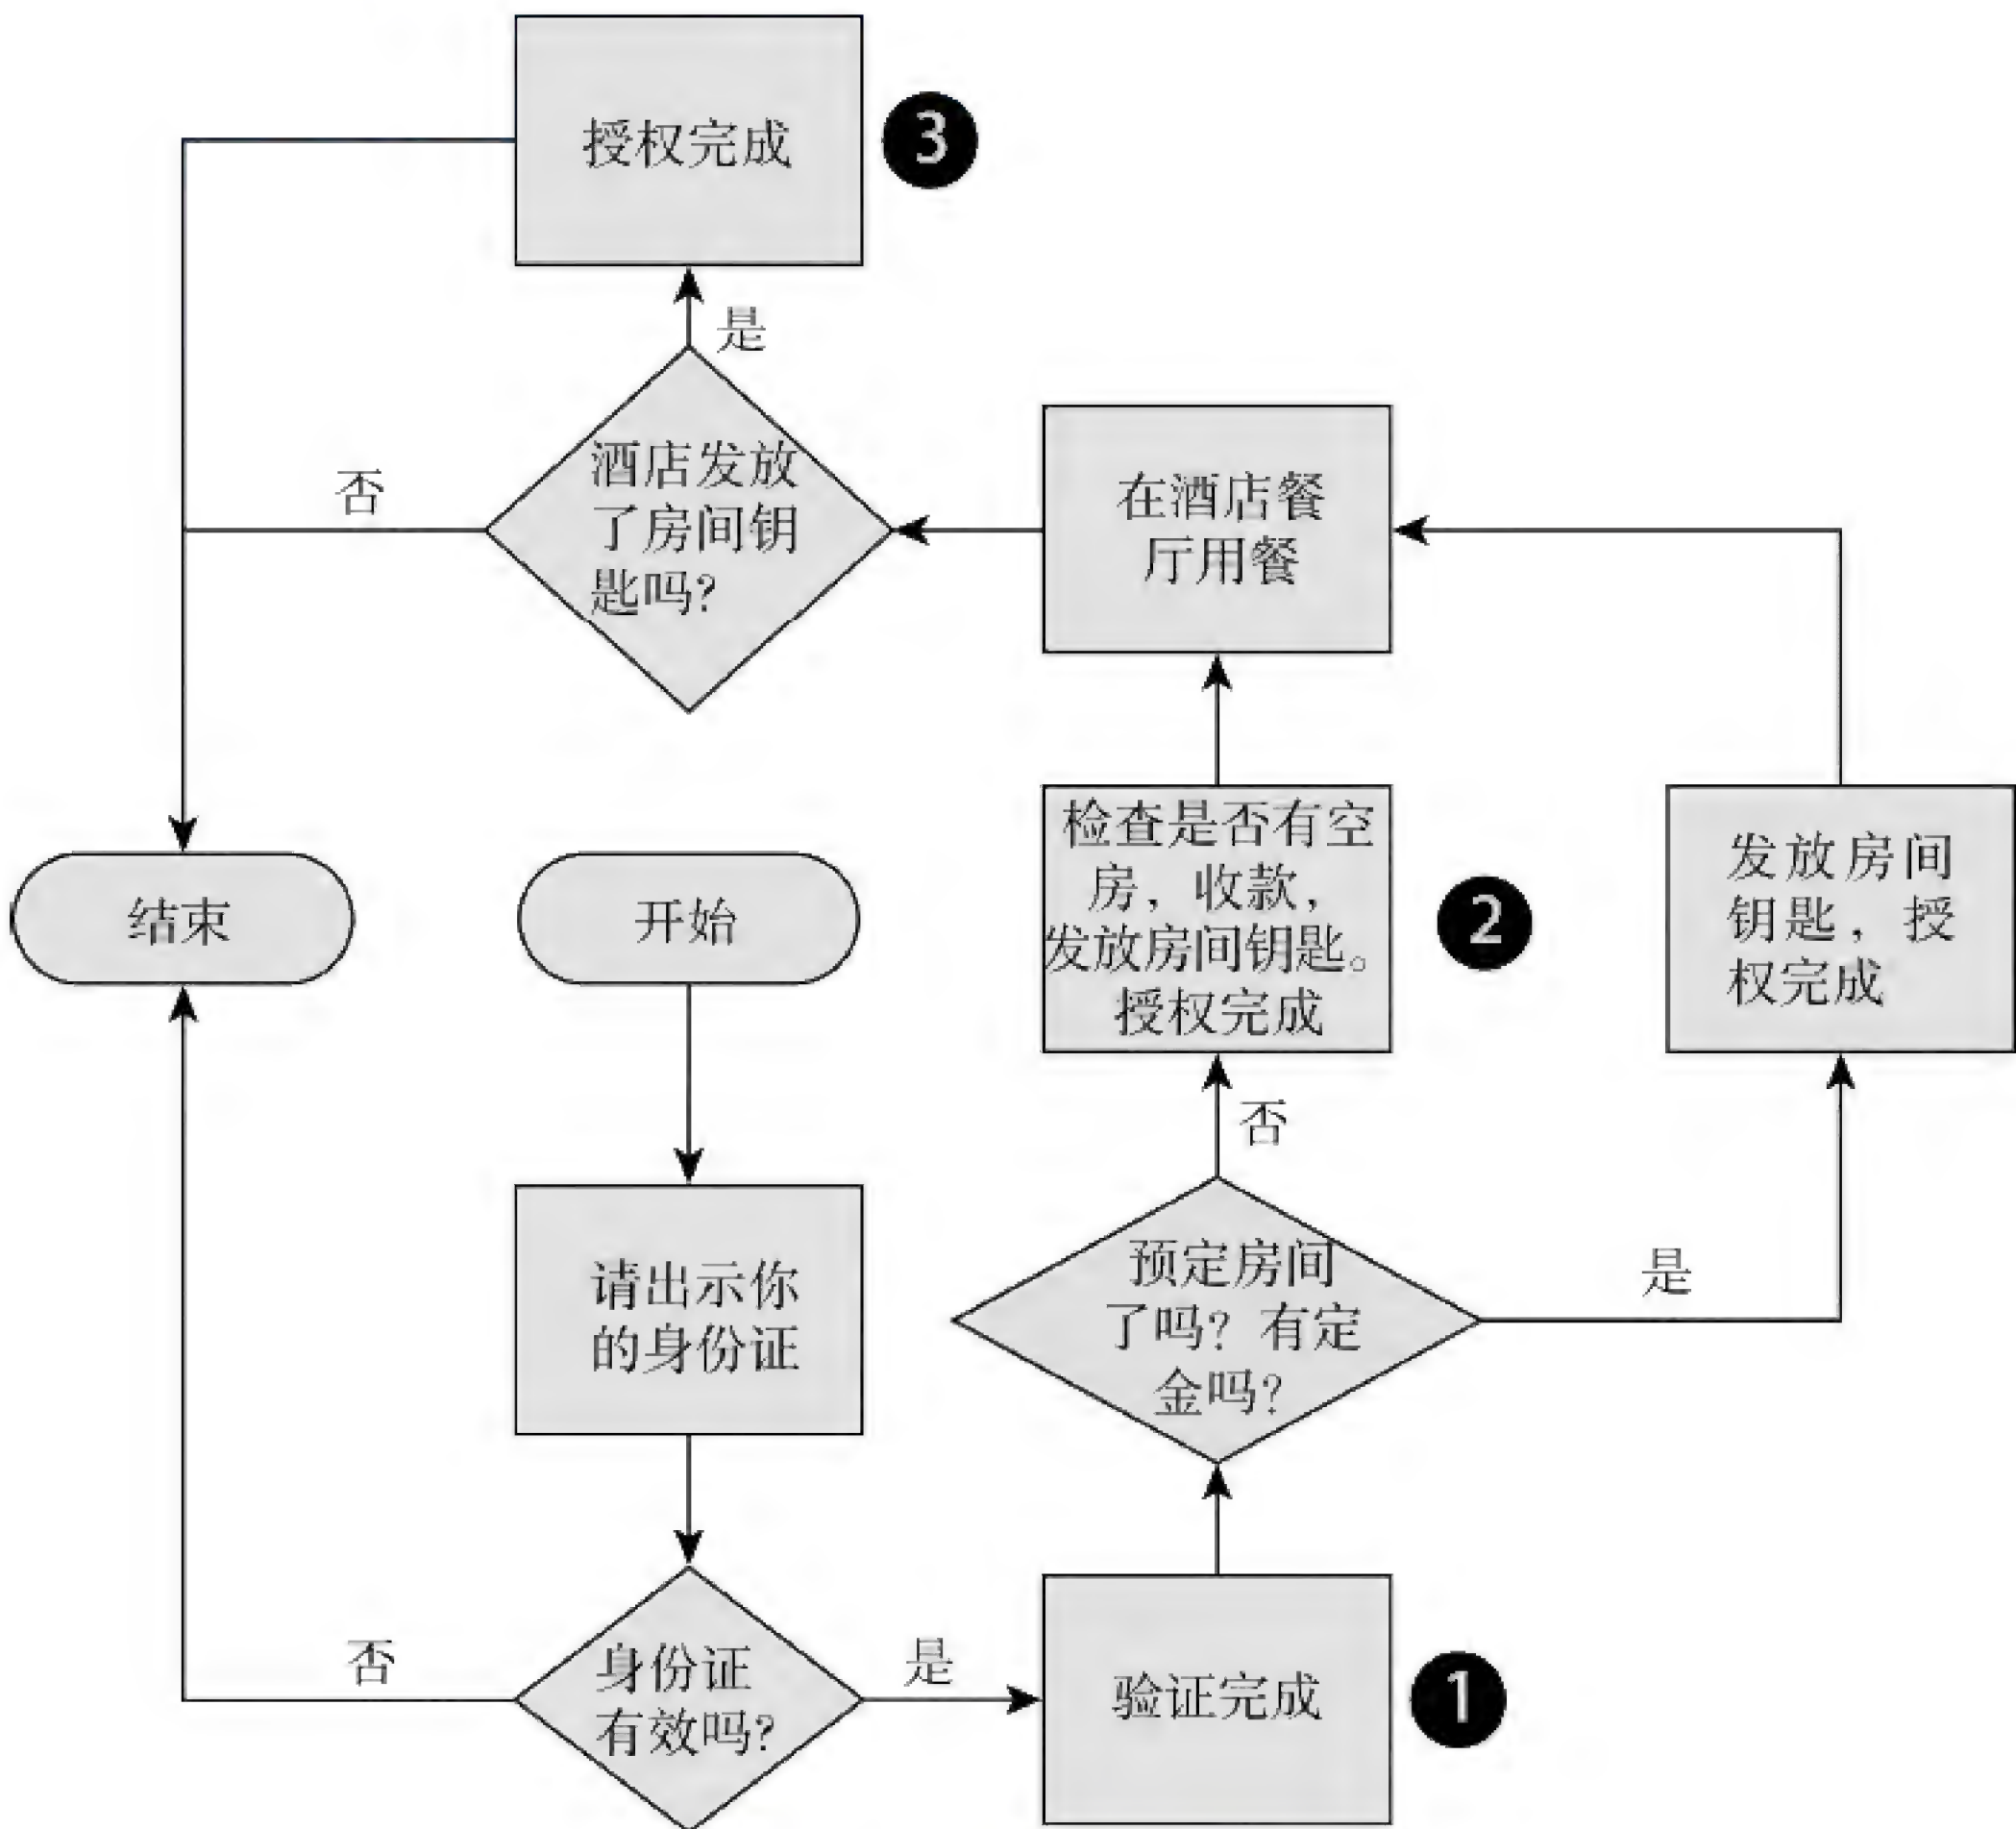 授权完成
3
是
酒店发放
了房间钥
匙吗？
否
在酒店餐
厅用餐
检查是否有空
房，收款，
发放房间钥匙。
授权完成
2
发放房间
钥匙，授
权完成
结束
开始
否
请出示你
的身份证
预定房间
了吗？有定
金吗？
是
身份证
有效吗？
否
是
验证完成
1